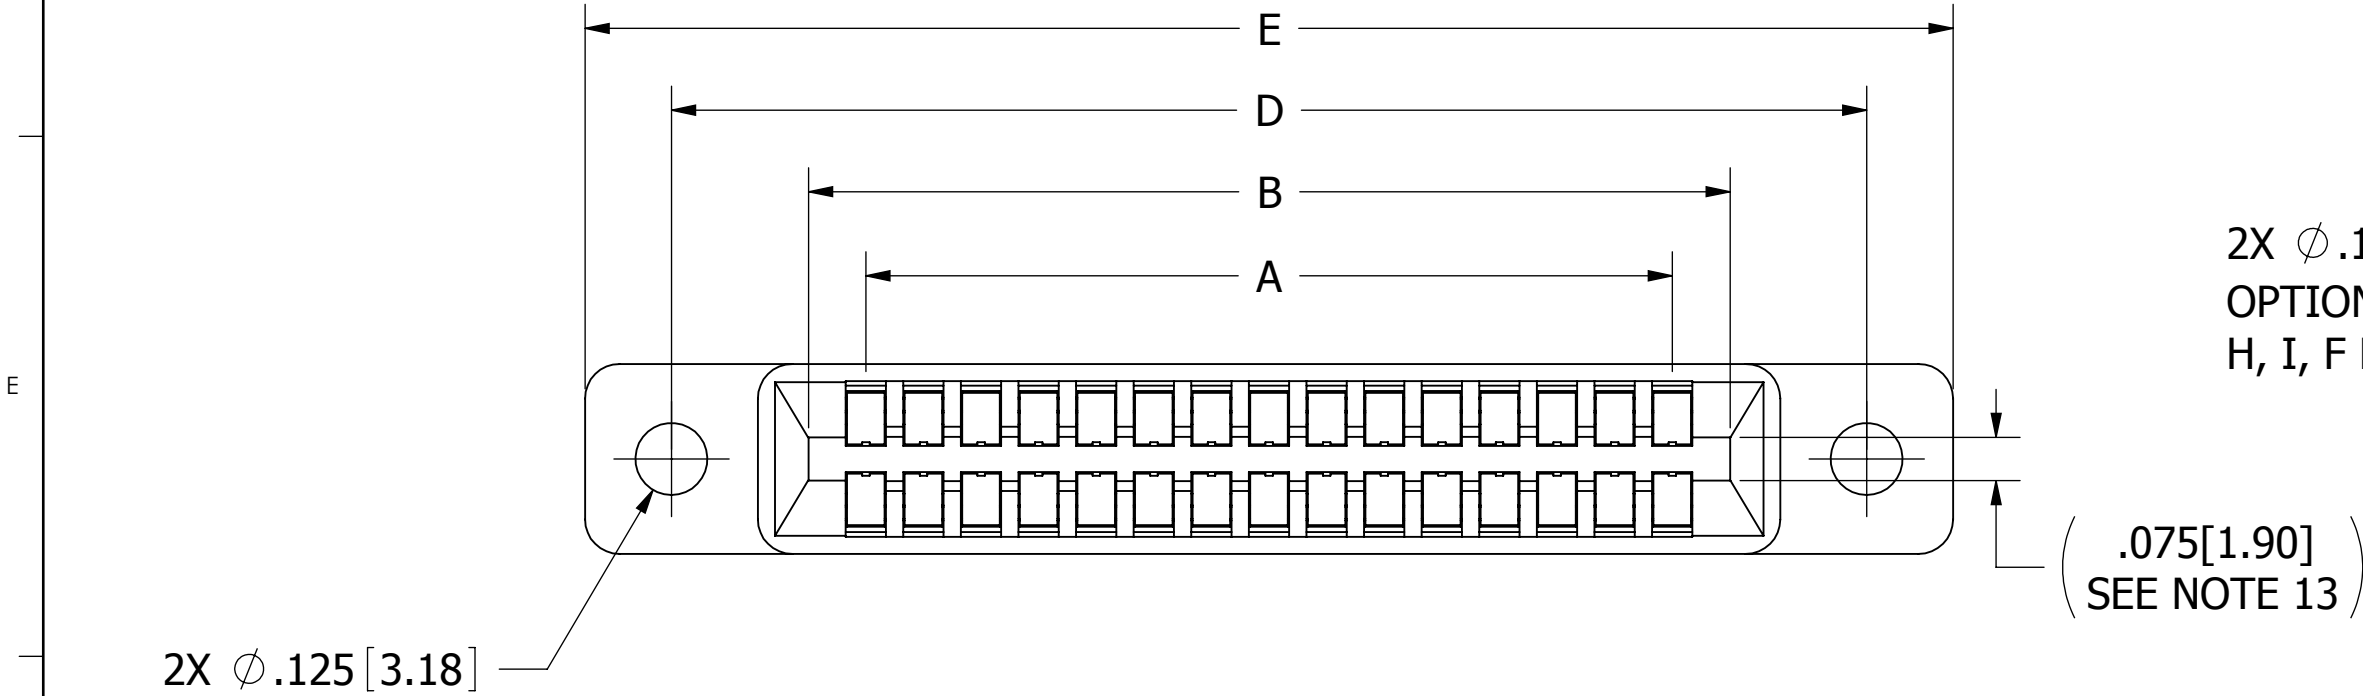 E
D
B
A
2X ⌀.1
OPTION
H, I, F
E
.075[1.90]
SEE NOTE 13
2X ⌀.125[3.18]